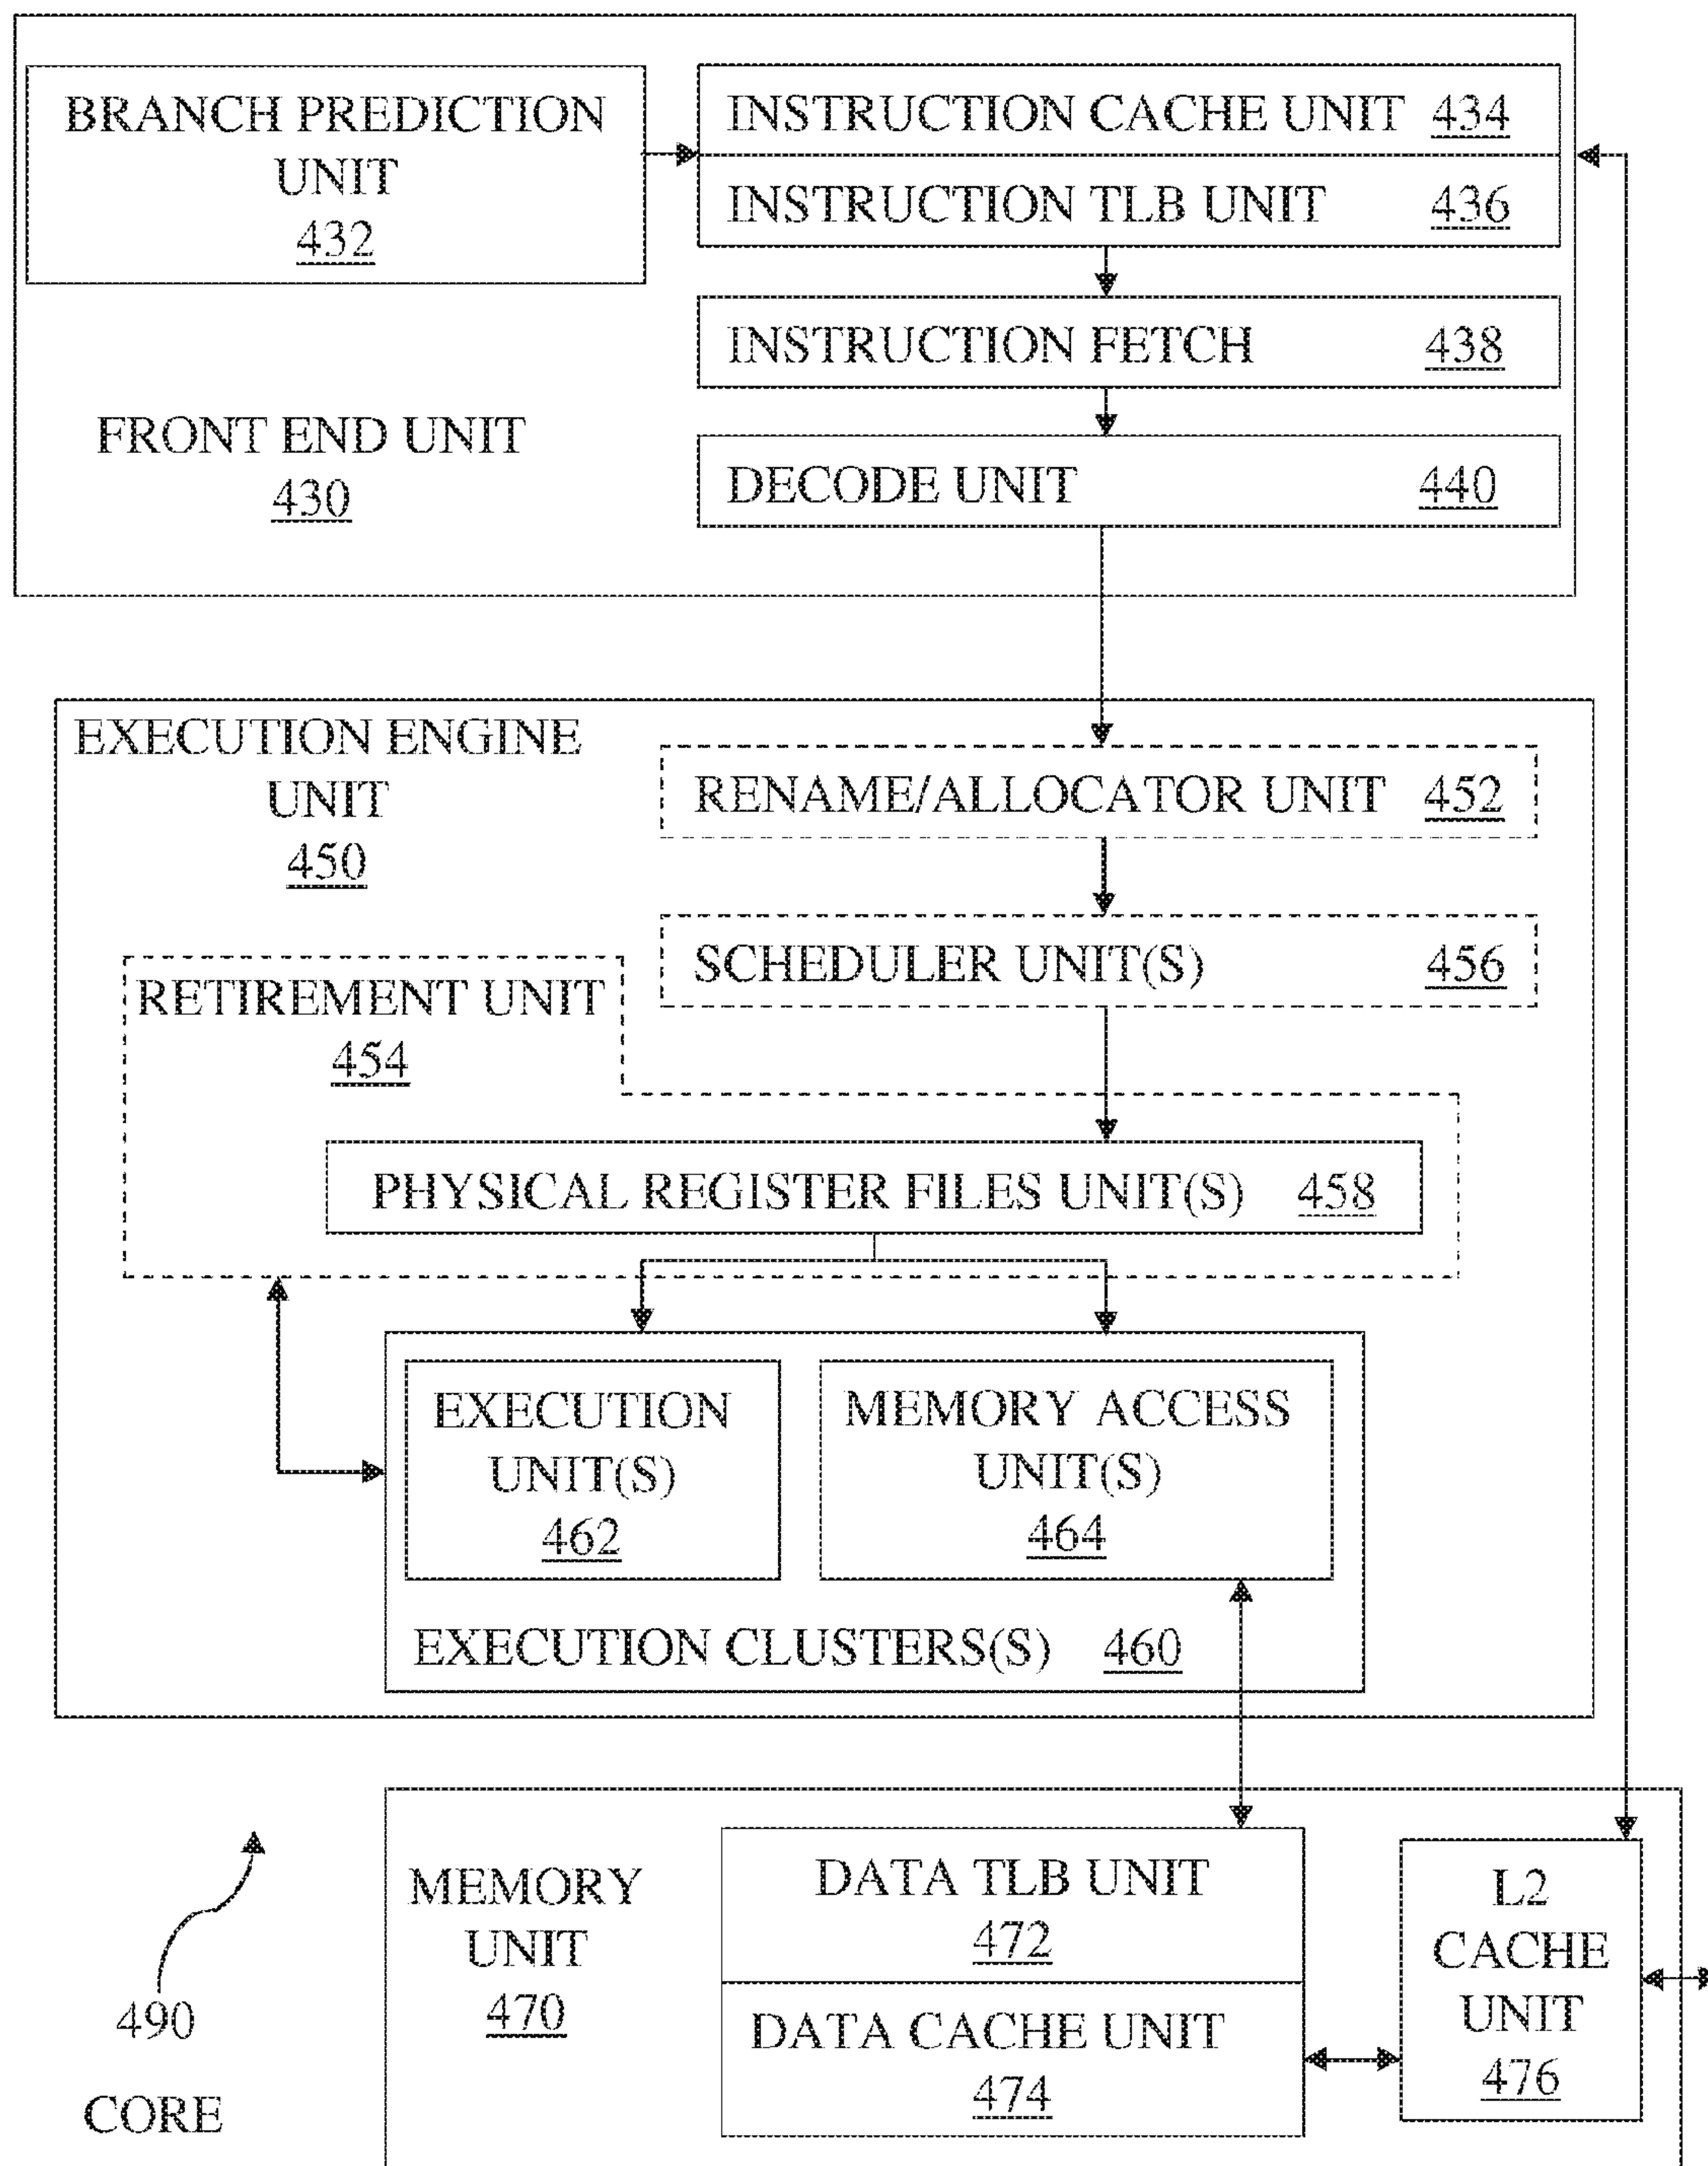 BRANCH PREDICTION
UNIT
432
INSTRUCTION CACHE UNIT 434
INSTRUCTION TLB UNIT 436
INSTRUCTION FETCH 438
FRONT END UNIT
430
DECODE UNIT 440
EXECUTION ENGINE
UNIT
450
RENAME/ALLOCATOR UNIT 452
SCHEDULER UNIT(S) 456
RETIREMENT UNIT
454
PHYSICAL REGISTER FILES UNIT(S) 458
EXECUTION
UNIT(S)
462
MEMORY ACCESS
UNIT(S)
464
EXECUTION CLUSTERS(S) 460
MEMORY
UNIT
470
DATA TLB UNIT
472
DATA CACHE UNIT
474
L2
CACHE
UNIT
476
490
CORE